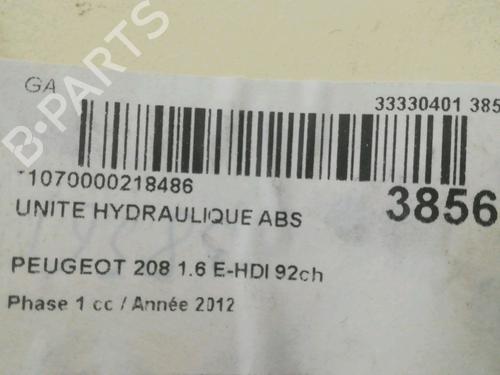 GA
B-PARTS
33330401 385
*1070000218486
3856
UNITE HYDRAULIQUE ABS
PEUGEOT 208 1.6 E-HDI 92ch
Phase 1 cc / Année 2012